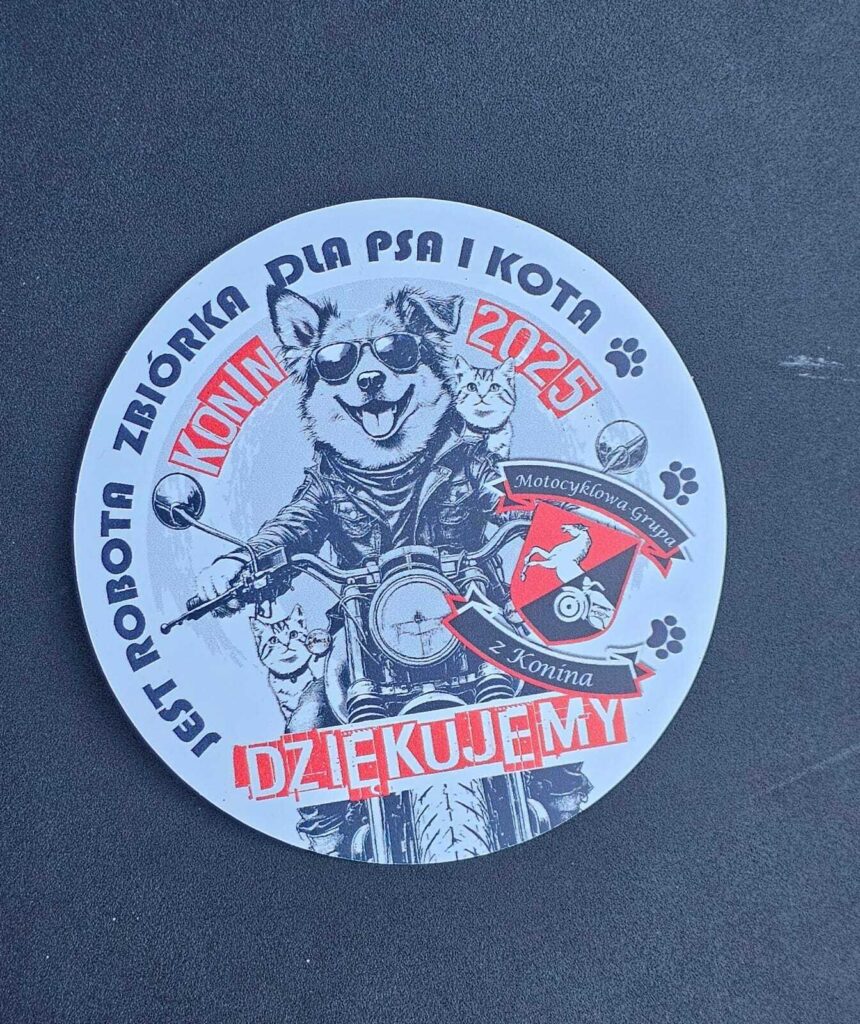 JEST ROBOTA ZBIÓRKA DLA PSA I KOTA
KONIN 2025
Motocyklowa Grupa
z Konina
DZIĘKUJEMY